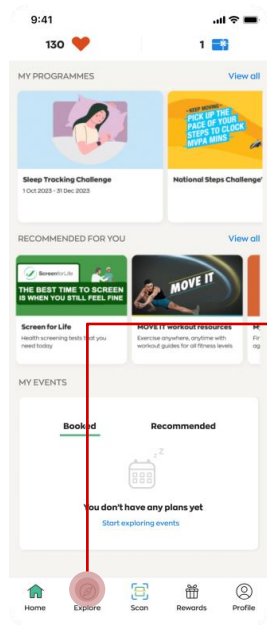 9:41
130
1
MY PROGRAMMES
View all
- KEEP MOVING -
PICK UP THE
PACE OF YOUR
STEPS TO CLOCK
MVPA MINS
Sleep Tracking Challenge
1 Oct 2023 - 31 Dec 2023
National Steps Challenge
RECOMMENDED FOR YOU
View all
Screen for Life
THE BEST TIME TO SCREEN
IS WHEN YOU STILL FEEL FINE
MOVE IT
Screen for Life
Health screening tests that you
need today
MOVE IT workout resources
Exercise anywhere, anytime with
workout guides for all fitness levels
M
Fir
ag
MY EVENTS
Booked
Recommended
z z
You don't have any plans yet
Start exploring events
Home
Explore
Scan
Rewards
Profile